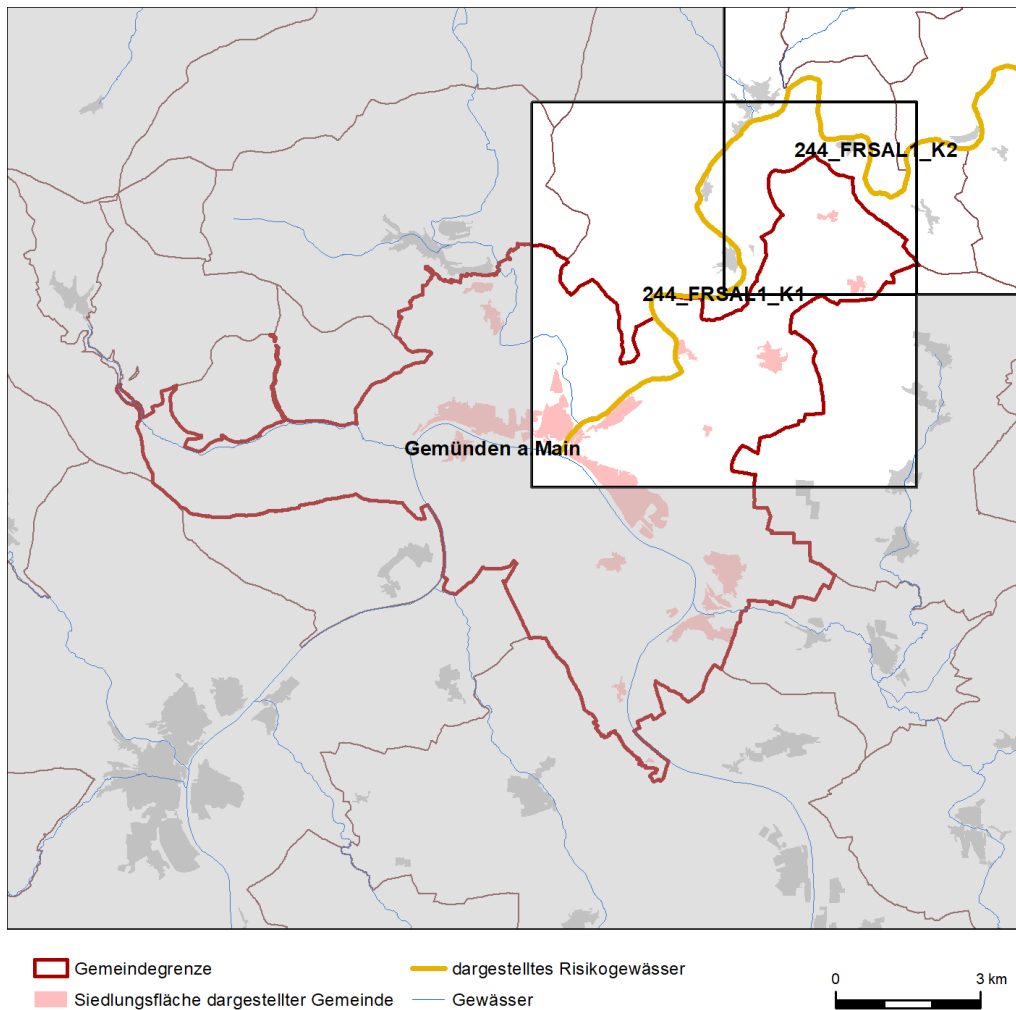 244_FRSAL1_K2
244_FRSAL1_K1
Gemünden a Main
Gemeindegrenze
dargestelltes Risikogewässer
0 3 km
Siedlungsfläche dargestellter Gemeinde
Gewässer